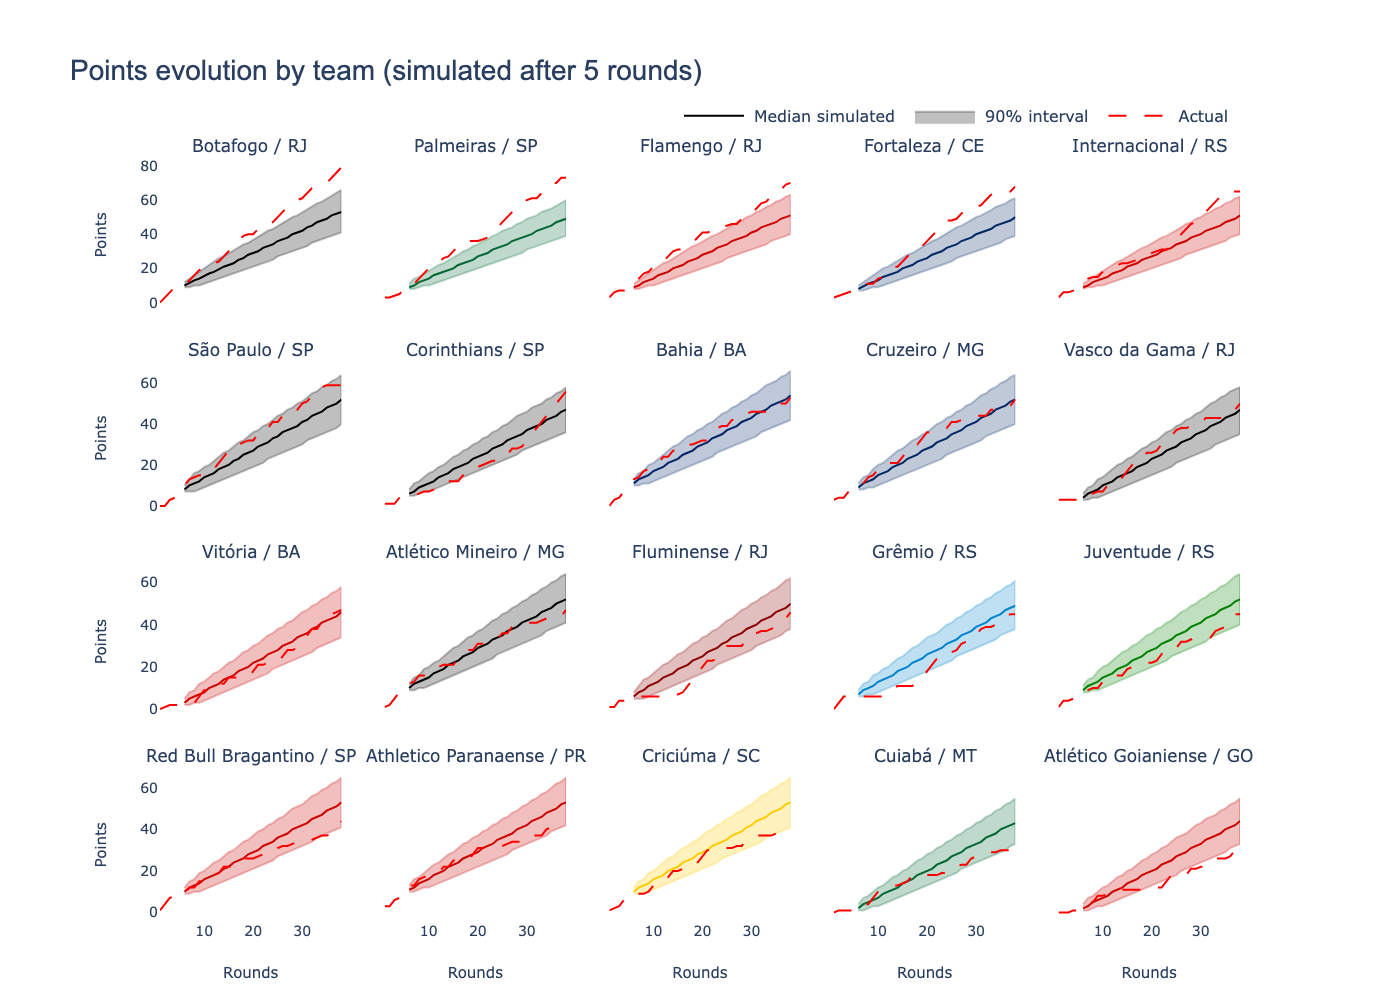 Points evolution by team (simulated after 5 rounds)
Median simulated 90% interval Actual
Botafogo / RJ Palmeiras / SP Flamengo / RJ Fortaleza / CE Internacional / RS
80
60
40
20
0
Points
São Paulo / SP Corinthians / SP Bahia / BA Cruzeiro / MG Vasco da Gama / RJ
60
40
20
0
Points
Vitória / BA Atlético Mineiro / MG Fluminense / RJ Grêmio / RS Juventude / RS
60
40
20
0
Points
Red Bull Bragantino / SP Athletico Paranaense / PR Criciúma / SC Cuiabá / MT Atlético Goianiense / GO
60
40
20
0
Points
10 20 30 10 20 30 10 20 30 10 20 30 10 20 30
Rounds Rounds Rounds Rounds Rounds